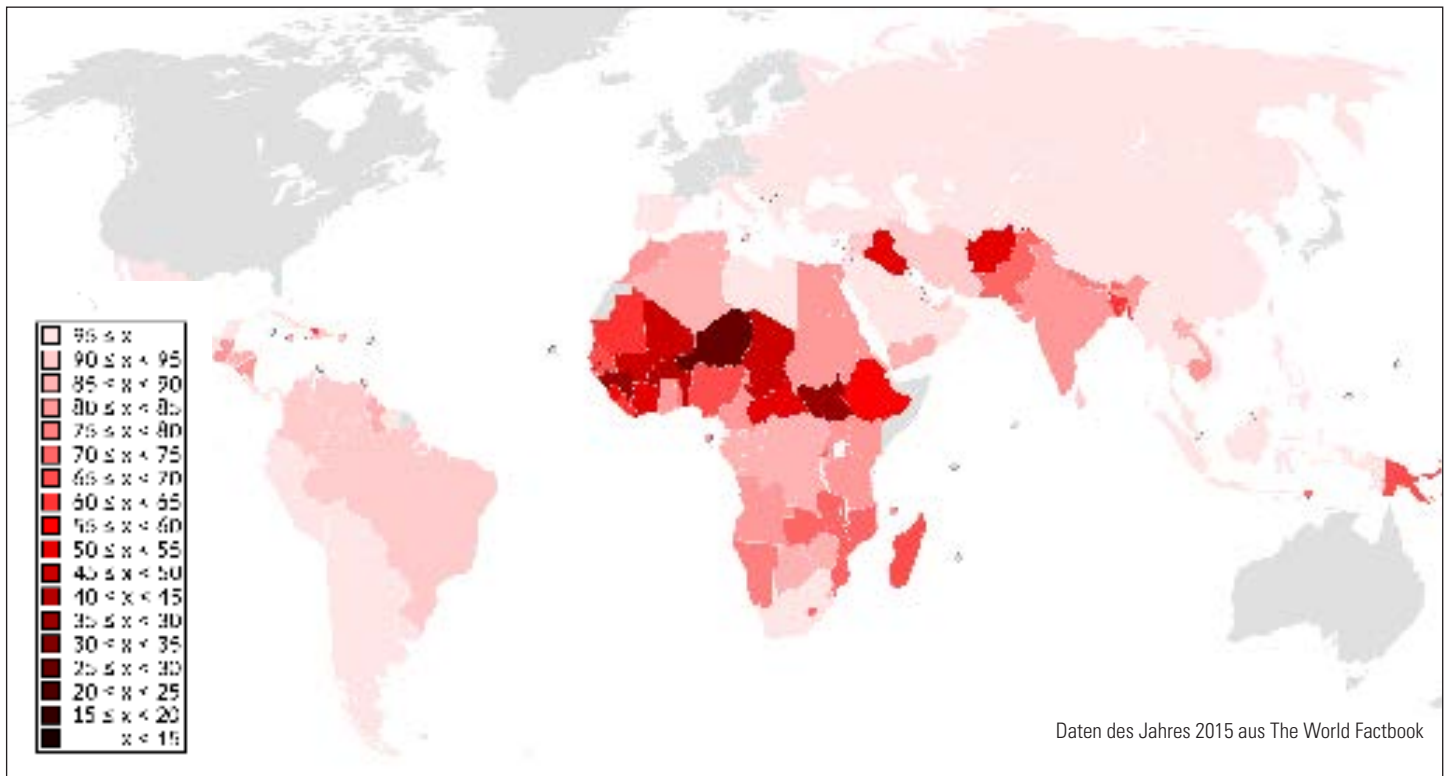 95 ≤ x
90 ≤ x < 95
85 ≤ x < 90
80 ≤ x < 85
75 ≤ x < 80
70 ≤ x < 75
65 ≤ x < 70
60 ≤ x < 65
55 ≤ x < 60
50 ≤ x < 55
45 ≤ x < 50
40 ≤ x < 45
35 ≤ x < 30
30 ≤ x < 35
25 ≤ x < 30
20 ≤ x < 25
15 ≤ x < 20
x < 15
Daten des Jahres 2015 aus The World Factbook